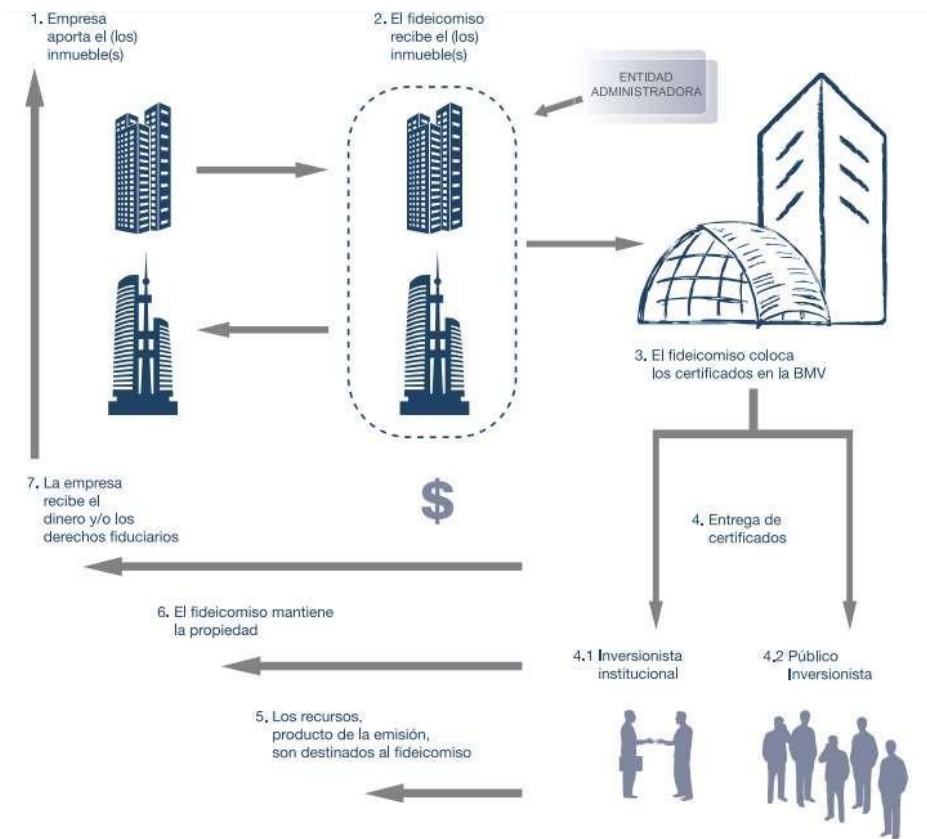 1. Empresa
aporta el (los)
inmueble(s)
2. El fideicomiso
recibe el (los)
inmueble(s)
ENTIDAD
ADMINISTRADORA
3. El fideicomiso coloca
los certificados en la BMV
7. La empresa
recibe el
dinero y/o los
derechos fiduciarios
$
4. Entrega de
certificados
6. El fideicomiso mantiene
la propiedad
4.1 Inversionista
institucional
4.2 Público
Inversionista
5. Los recursos,
producto de la emisión,
son destinados al fideicomiso